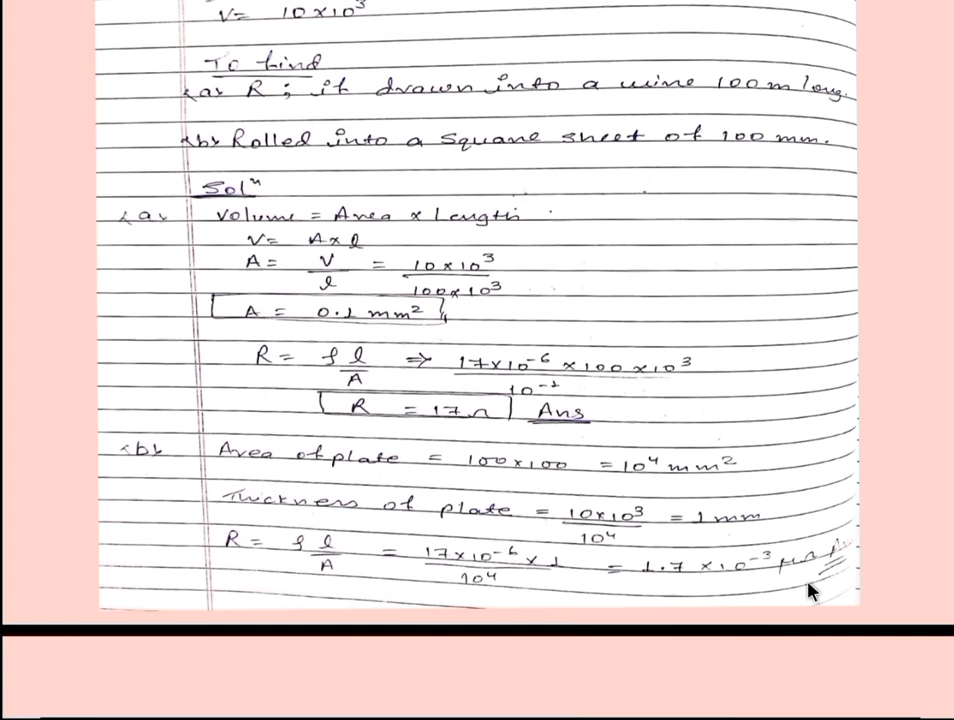 V = 10 x 10³
To find
<a> R ; if drawn into a wire 100 m long.
<b> Rolled into a square sheet of 100 mm.
Solⁿ
<a> Volume = Area x Length
V = A x l
A = V/l = 10 x 10³ / 100 x 10³
A = 0.1 mm²
R = ρ l/A ⇒ 17 x 10⁻⁶ x 100 x 10³ / 10⁻¹
R = 17 Ω Ans
<b> Area of plate = 100 x 100 = 10⁴ mm²
Thickness of plate = 10 x 10³ / 10⁴ = 1 mm
R = ρ l/A = 17 x 10⁻⁶ x 1 / 10⁴ = 1.7 x 10⁻³ μΩ